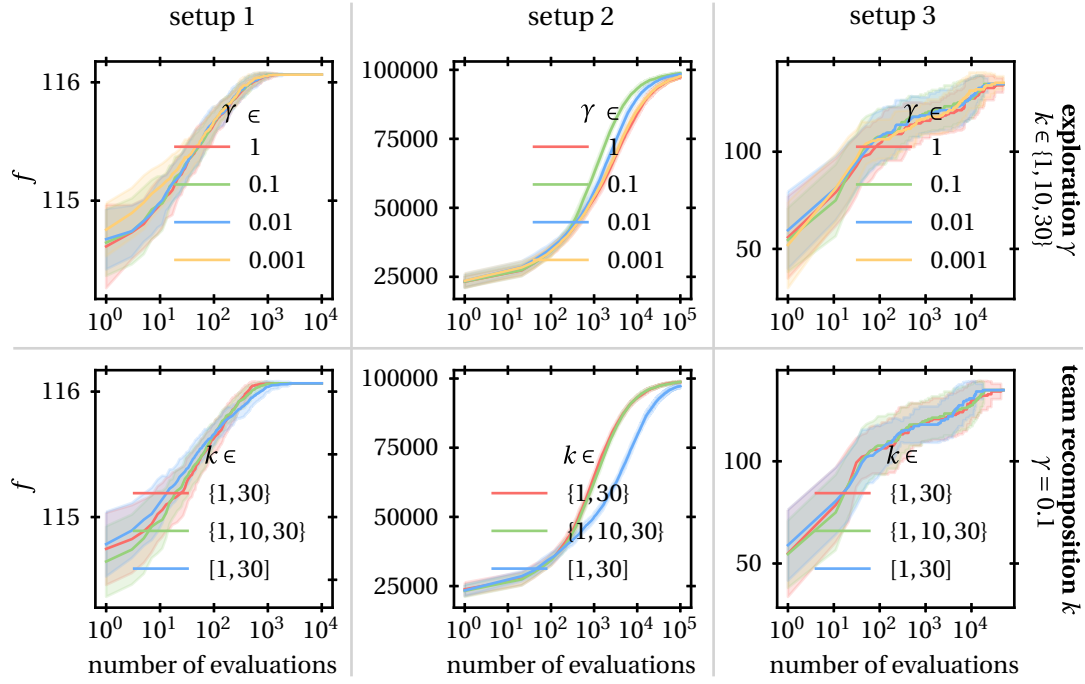 setup 1
setup 2
setup 3
116
115
f
γ ∈
1
0.1
0.01
0.001
10^0 10^1 10^2 10^3 10^4
100000
75000
50000
25000
γ ∈
1
0.1
0.01
0.001
10^0 10^1 10^2 10^3 10^4 10^5
100
50
γ ∈
1
0.1
0.01
0.001
10^0 10^1 10^2 10^3 10^4
exploration γ
k ∈ {1, 10, 30}
116
115
f
k ∈
{1, 30}
{1, 10, 30}
[1, 30]
10^0 10^1 10^2 10^3 10^4
number of evaluations
100000
75000
50000
25000
k ∈
{1, 30}
{1, 10, 30}
[1, 30]
10^0 10^1 10^2 10^3 10^4 10^5
number of evaluations
100
50
k ∈
{1, 30}
{1, 10, 30}
[1, 30]
10^0 10^1 10^2 10^3 10^4
number of evaluations
team recomposition k
γ = 0.1